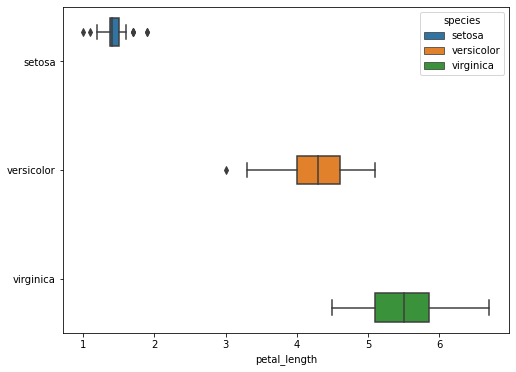 species
setosa
versicolor
virginica
setosa
versicolor
virginica
1 2 3 4 5 6
petal_length